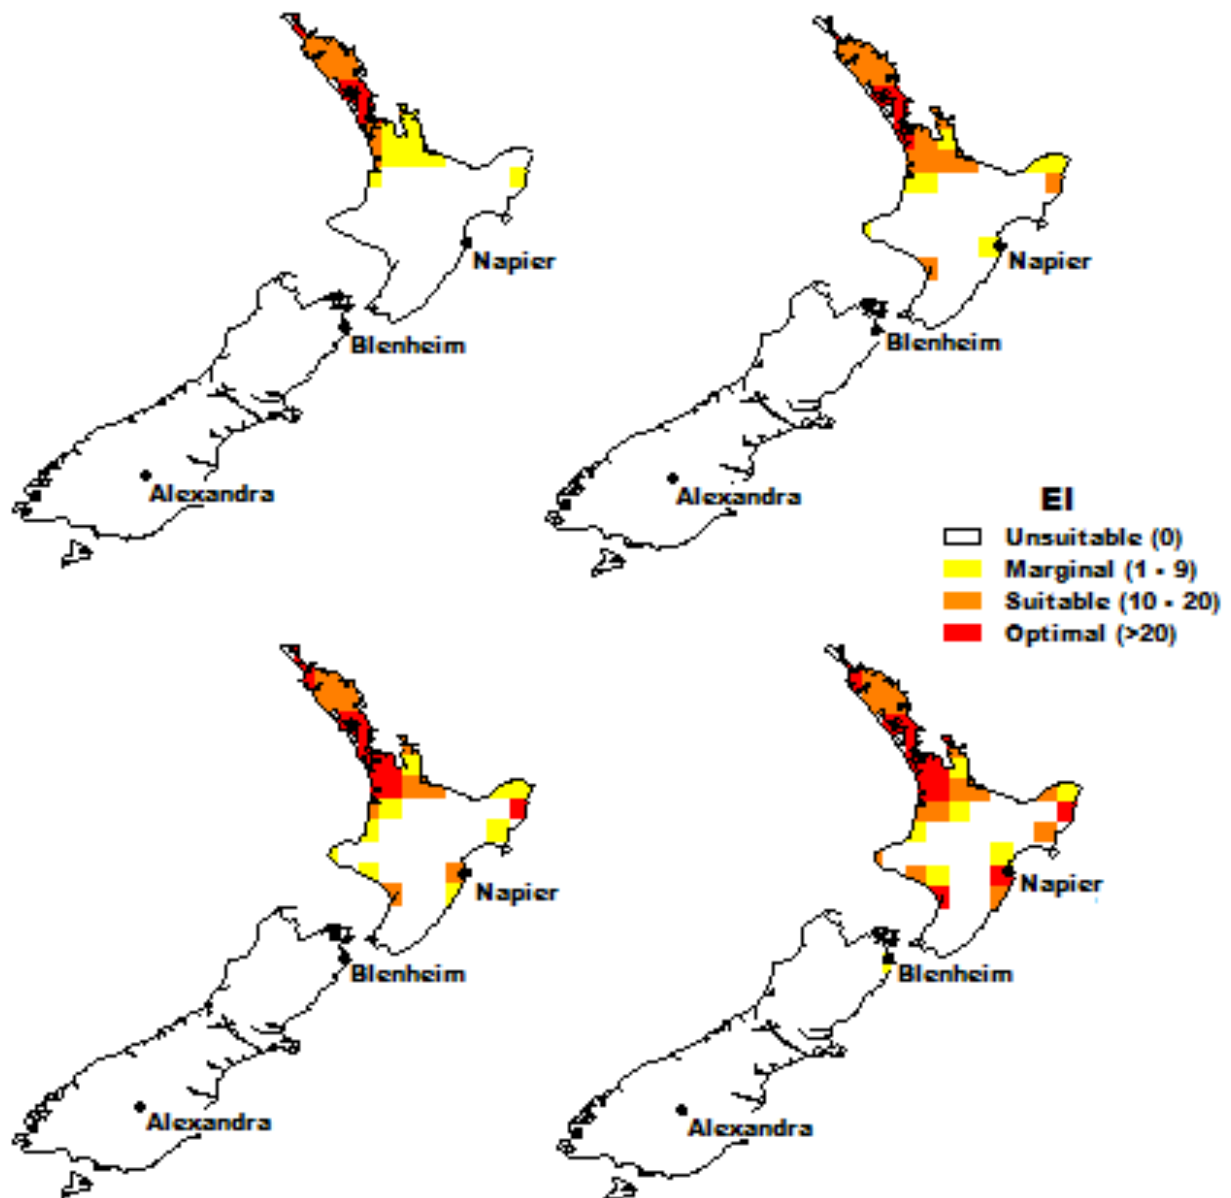 Napier
Blenheim
Alexandra
Napier
Blenheim
Alexandra
EI
Unsuitable (0)
Marginal (1 - 9)
Suitable (10 - 20)
Optimal (>20)
Napier
Blenheim
Alexandra
Napier
Blenheim
Alexandra